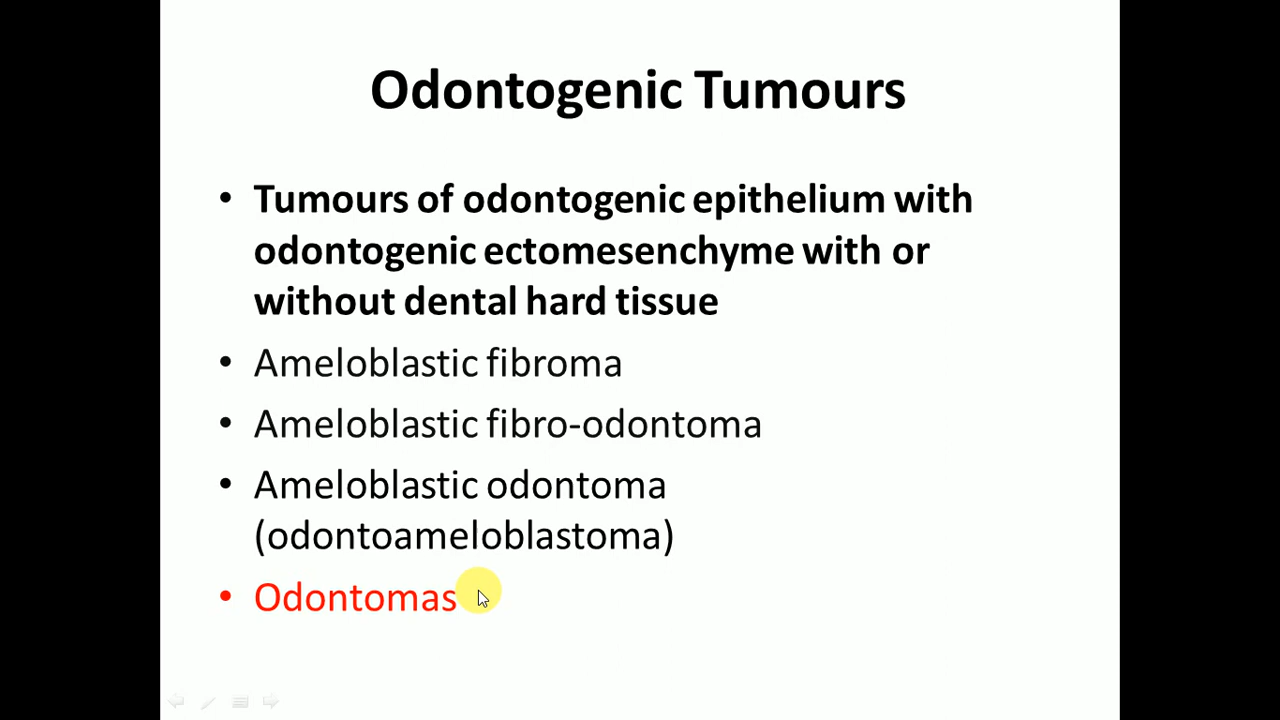 Odontogenic Tumours
• Tumours of odontogenic epithelium with
odontogenic ectomesenchyme with or
without dental hard tissue
• Ameloblastic fibroma
• Ameloblastic fibro-odontoma
• Ameloblastic odontoma
(odontoameloblastoma)
• Odontomas